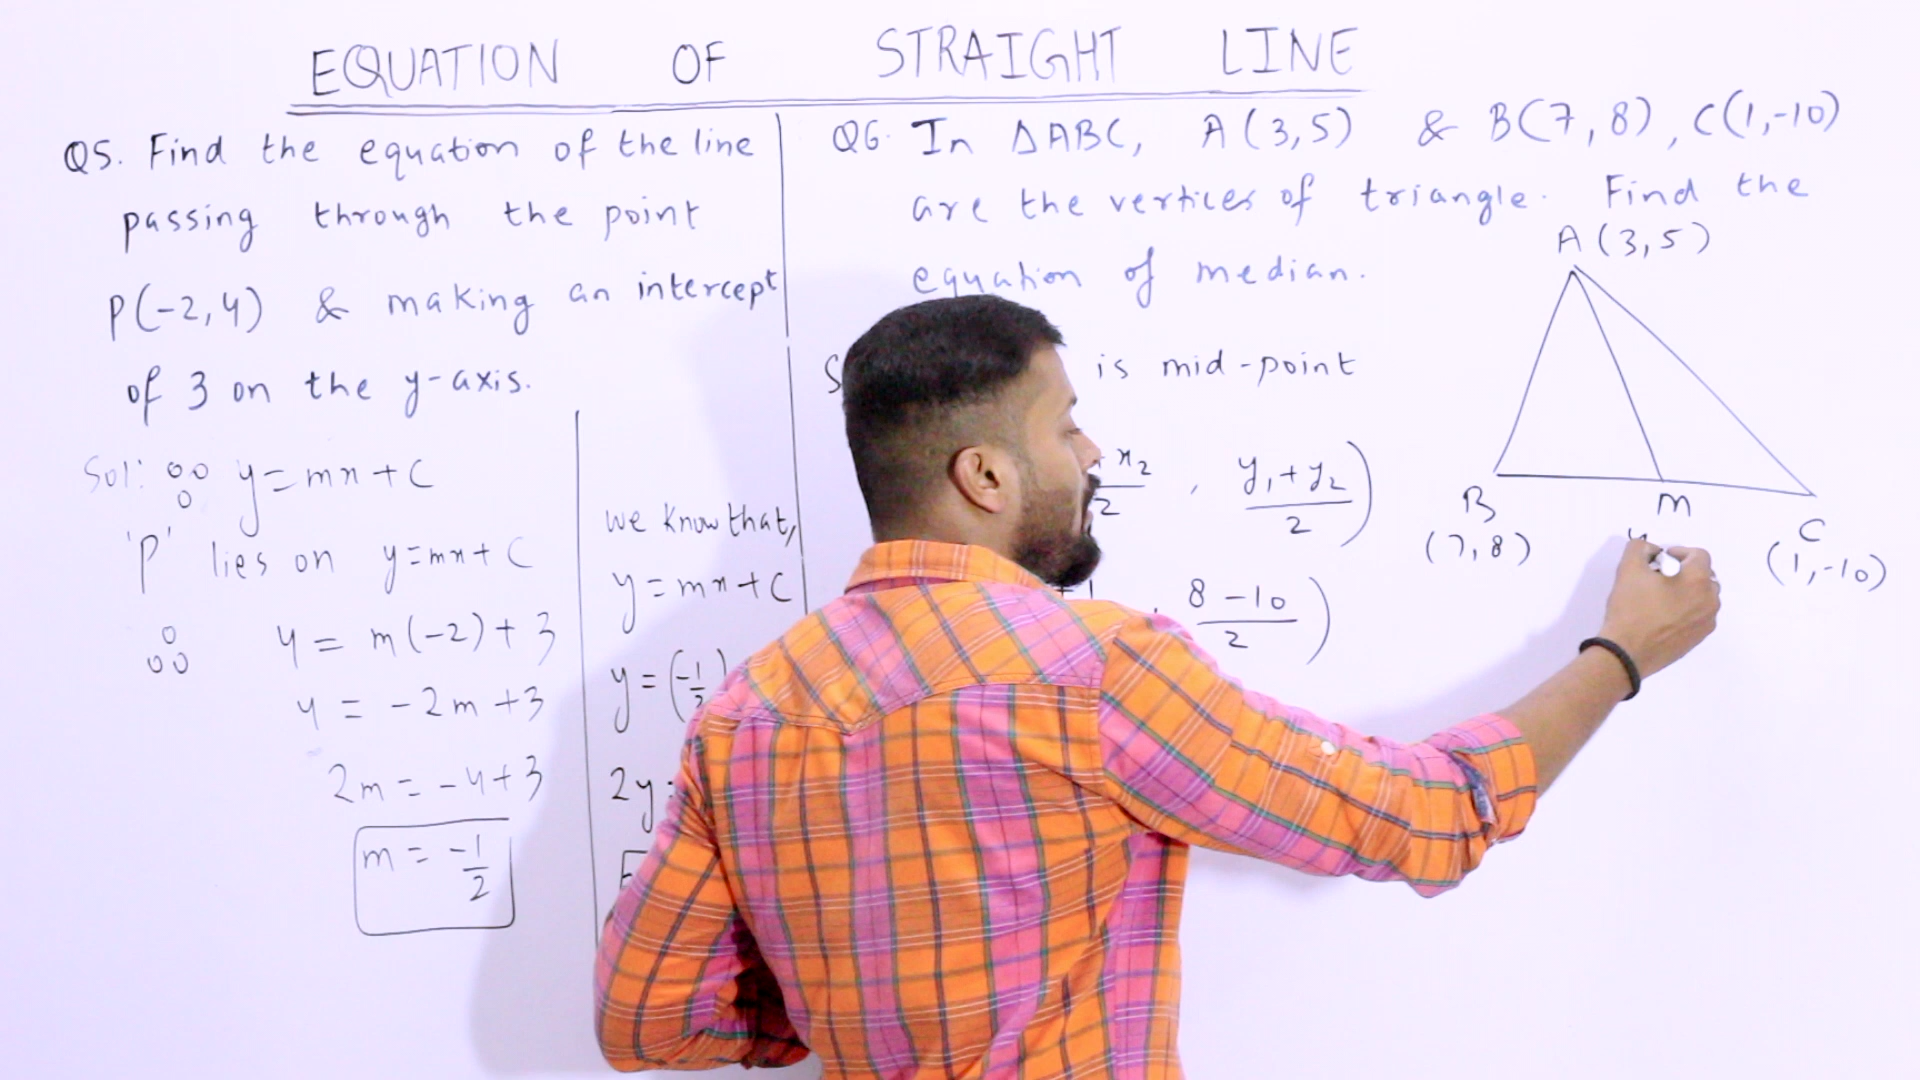 EQUATION OF STRAIGHT LINE
Q5. Find the equation of the line
passing through the point
P(-2,4) & making an intercept
of 3 on the y-axis.
Sol: ∵ y=mx+C
'P' lies on y=mx+C
∴ 4 = m(-2)+3
4 = -2m+3
2m = -4+3
m = -1/2
we know that,
y=mx+C
y=(-1/2)
2y=
Q6. In ΔABC, A(3,5) & B(7,8), C(1,-10)
are the vertices of triangle. Find the
equation of median.
is mid-point
+x₂/2 , y₁+y₂/2)
+1 , 8-10/2)
A(3,5)
B M C
(7,8) (1,-10)